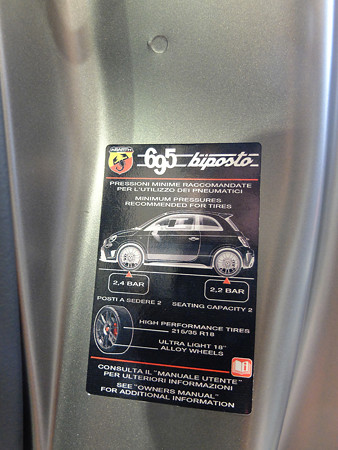 ABARTH
695 biposto
PRESSIONI MINIME RACCOMANDATE
PER L'UTILIZZO DEI PNEUMATICI
MINIMUM PRESSURES
RECOMMENDED FOR TIRES
2,4 BAR
2,2 BAR
POSTI A SEDERE 2
SEATING CAPACITY 2
HIGH PERFORMANCE TIRES
215/35 R18
ULTRA LIGHT 18"
ALLOY WHEELS
CONSULTA IL "MANUALE UTENTE"
PER ULTERIORI INFORMAZIONI
SEE "OWNERS MANUAL"
FOR ADDITIONAL INFORMATION